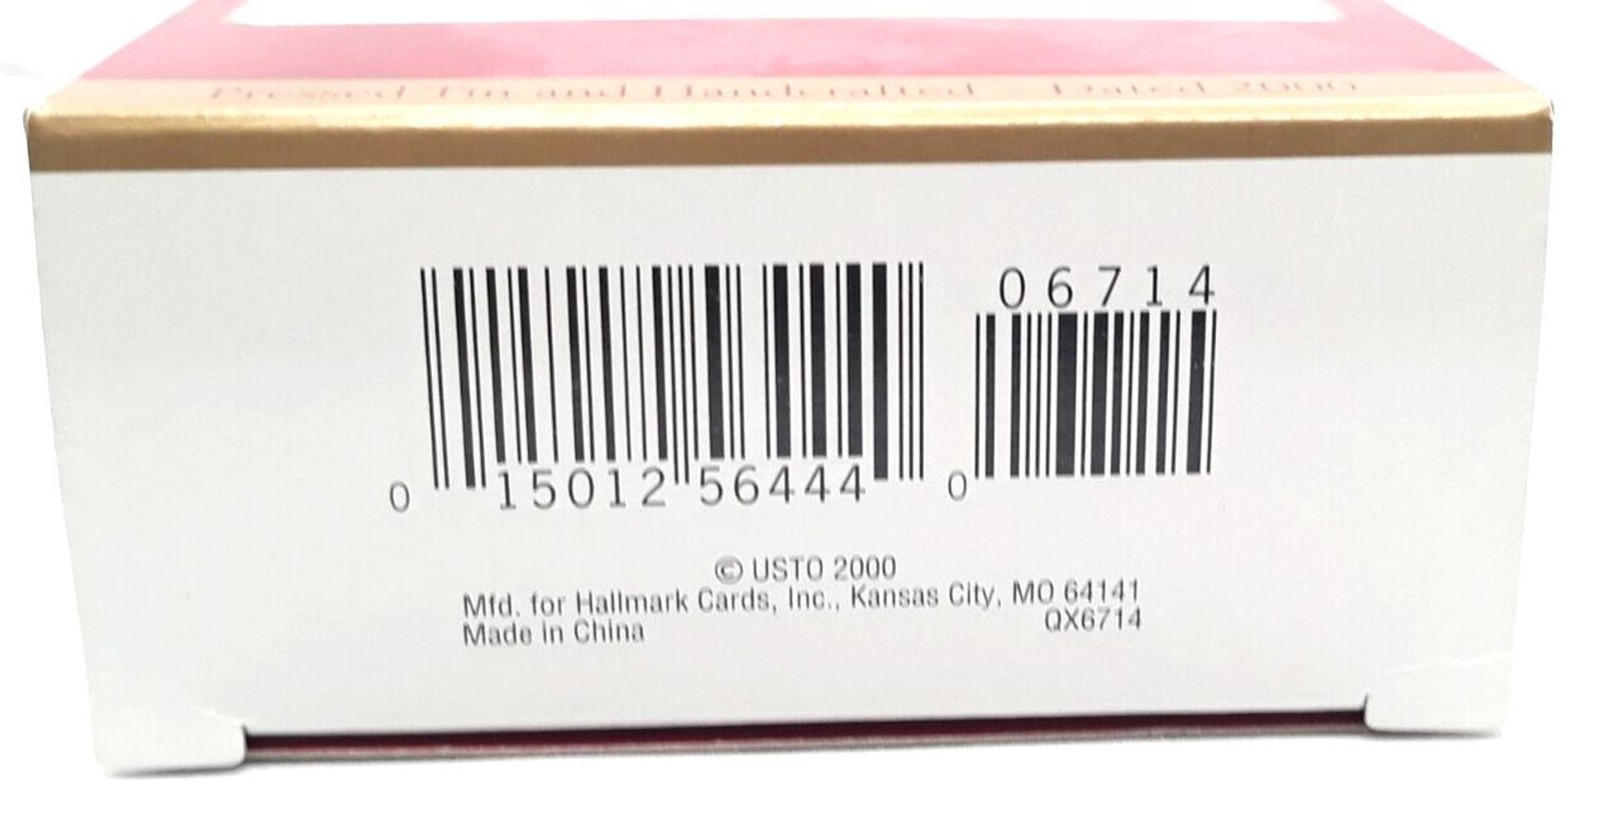 Pressed Tin and Handcrafted Dated 2000
06714
0 15012 56444 0
© USTO 2000
Mfd. for Hallmark Cards, Inc., Kansas City, MO 64141
QX6714
Made in China